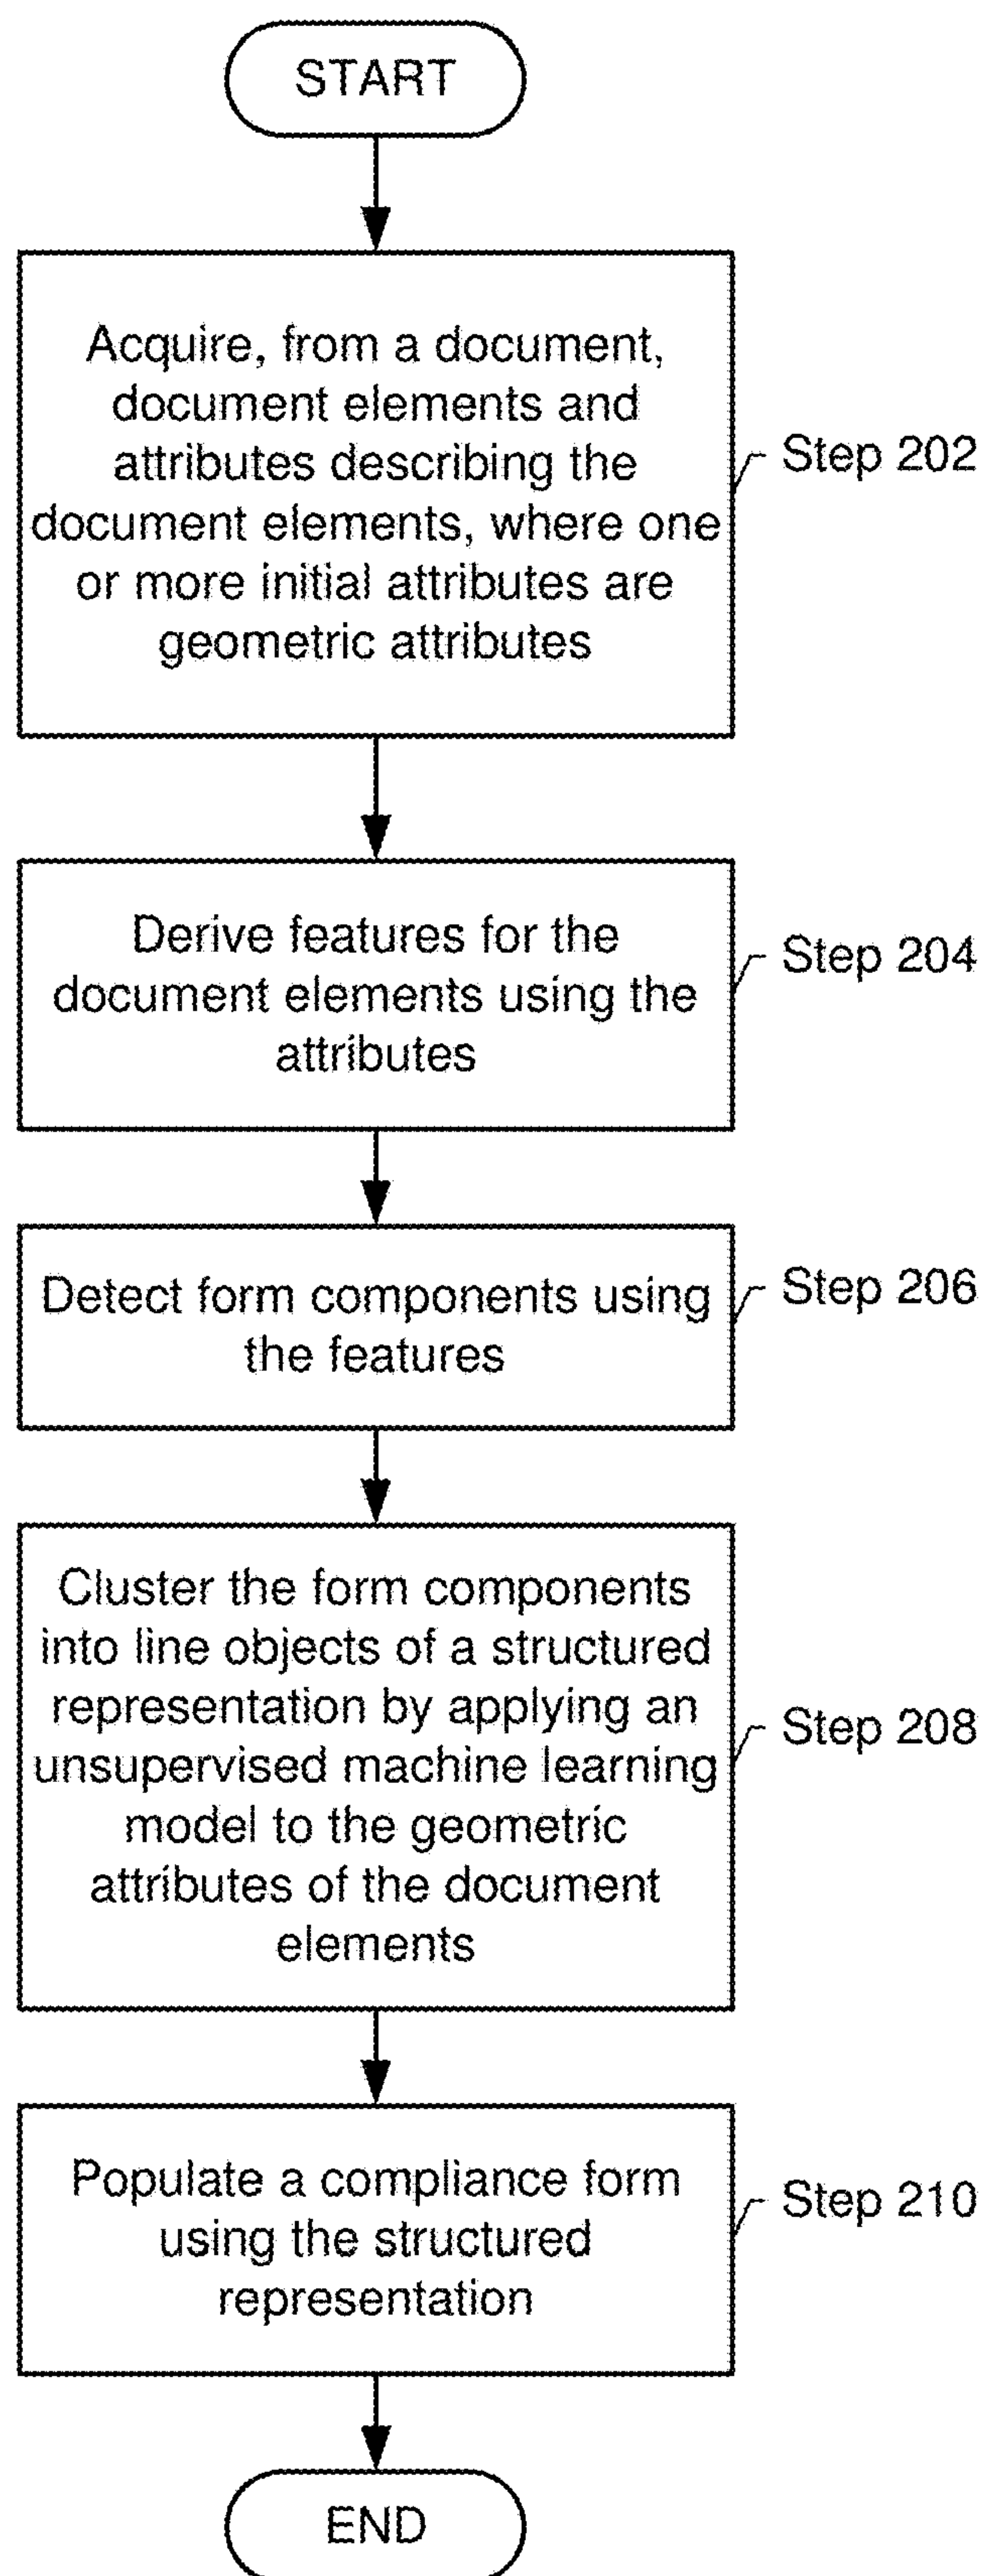 START
Acquire, from a document,
document elements and
attributes describing the
document elements, where one
or more initial attributes are
geometric attributes
Step 202
Derive features for the
document elements using the
attributes
Step 204
Detect form components using
the features
Step 206
Cluster the form components
into line objects of a structured
representation by applying an
unsupervised machine learning
model to the geometric
attributes of the document
elements
Step 208
Populate a compliance form
using the structured
representation
Step 210
END